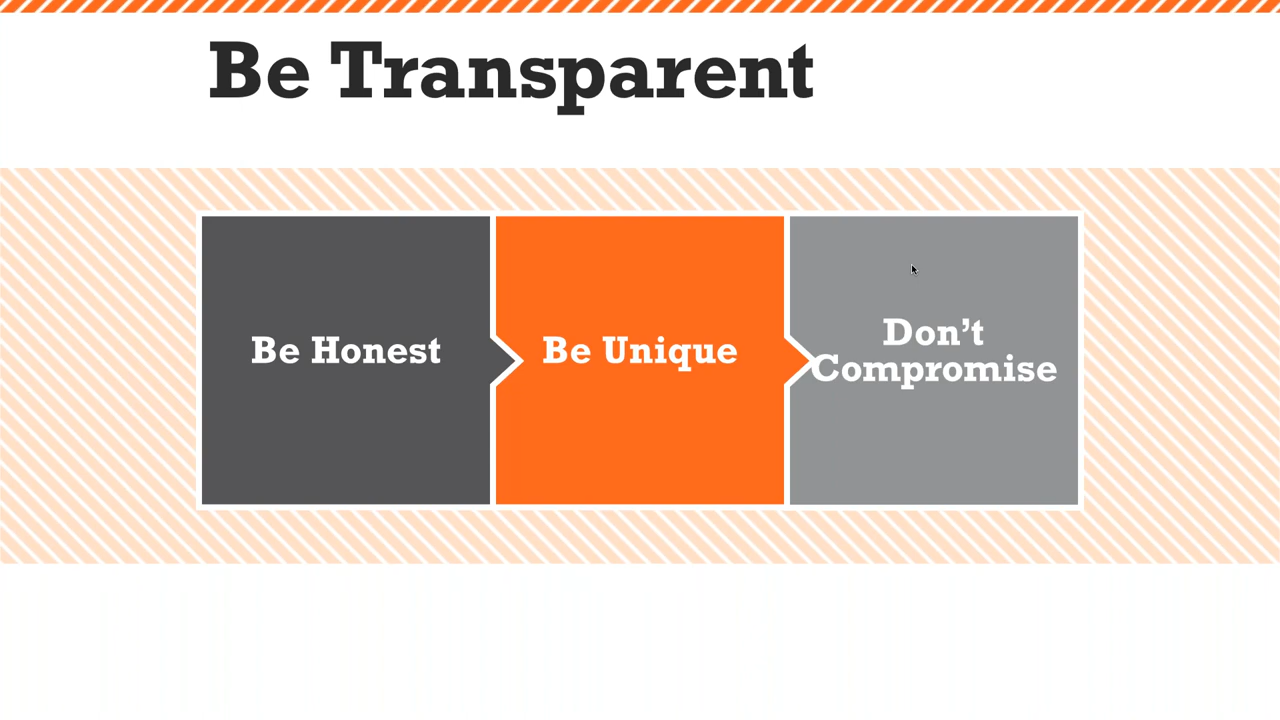 Be Transparent
Be Honest
Be Unique
Don’t
Compromise